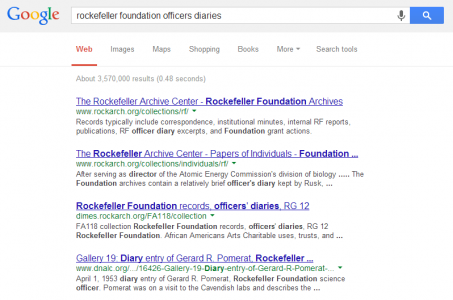 Google rockefeller foundation officers diaries
Web Images Maps Shopping Books More Search tools
About 3,570,000 results (0.48 seconds)
The Rockefeller Archive Center - Rockefeller Foundation Archives
www.rockarch.org/collections/rf/
Records typically include correspondence, institutional minutes, internal RF reports,
publications, RF officer diary excerpts, and Foundation grant actions.
The Rockefeller Archive Center - Papers of Individuals - Foundation ...
www.rockarch.org/collections/individuals/rf/
After serving as director of the Atomic Energy Commission's division of biology ..... The
Foundation archives contain a relatively brief officer's diary kept by Rusk, ...
Rockefeller Foundation records, officers' diaries, RG 12
dimes.rockarch.org/FA118/collection
FA118 collection Rockefeller Foundation records, officers' diaries, RG 12
Rockefeller Foundation. African Americans Arts Charitable uses, trusts, and ...
Gallery 19: Diary entry of Gerard R. Pomerat, Rockefeller ...
www.dnalc.org/.../16426-Gallery-19-Diary-entry-of-Gerard-R-Pomerat-...
April 1, 1953 diary entry of Gerard R. Pomerat, Rockefeller Foundation science
officer. Pomerat was on a visit to the Cavendish labs and describes the ...